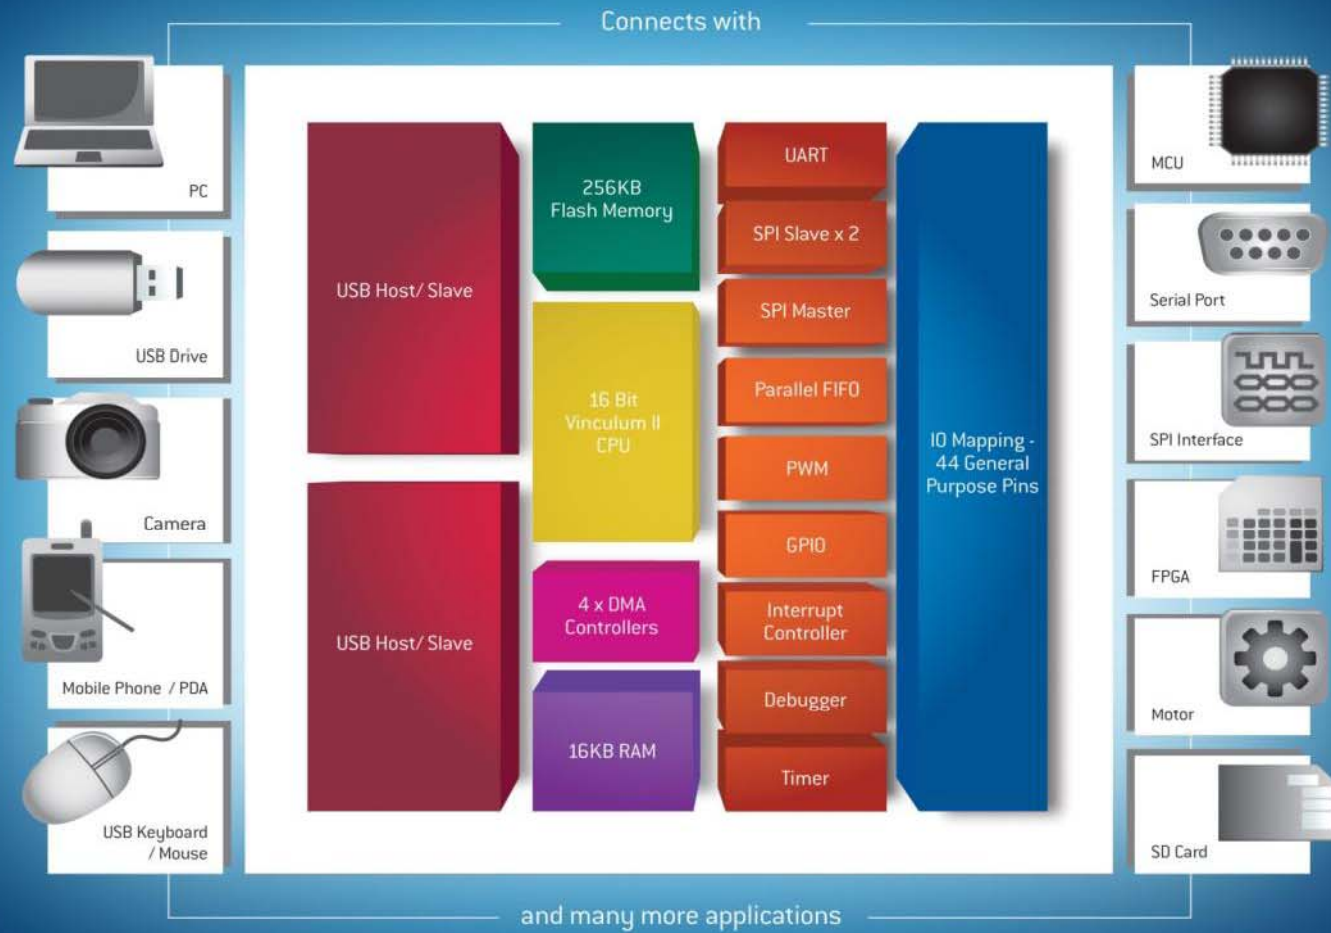 Connects with
PC
USB Drive
Camera
Mobile Phone / PDA
USB Keyboard
/ Mouse
USB Host/ Slave
USB Host/ Slave
256KB
Flash Memory
16 Bit
Vinculum II
CPU
4 x DMA
Controllers
16KB RAM
UART
SPI Slave x 2
SPI Master
Parallel FIFO
PWM
GPIO
Interrupt
Controller
Debugger
Timer
IO Mapping -
44 General
Purpose Pins
MCU
Serial Port
SPI Interface
FPGA
Motor
SD Card
and many more applications